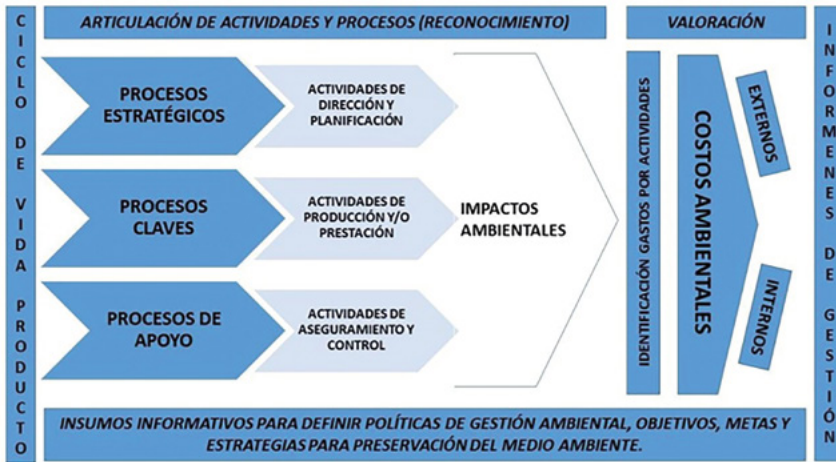 CICLO DE VIDA PRODUCTO
ARTICULACIÓN DE ACTIVIDADES Y PROCESOS (RECONOCIMIENTO)
VALORACIÓN
PROCESOS
ESTRATÉGICOS
ACTIVIDADES DE
DIRECCIÓN Y
PLANIFICACIÓN
PROCESOS
CLAVES
ACTIVIDADES DE
PRODUCCIÓN Y/O
PRESTACIÓN
PROCESOS DE
APOYO
ACTIVIDADES DE
ASEGURAMIENTO Y
CONTROL
IMPACTOS
AMBIENTALES
IDENTIFICACIÓN GASTOS POR ACTIVIDADES
COSTOS AMBIENTALES
EXTERNOS
INTERNOS
INFORMENES DE GESTIÓN
INSUMOS INFORMATIVOS PARA DEFINIR POLÍTICAS DE GESTIÓN AMBIENTAL, OBJETIVOS, METAS Y
ESTRATEGIAS PARA PRESERVACIÓN DEL MEDIO AMBIENTE.